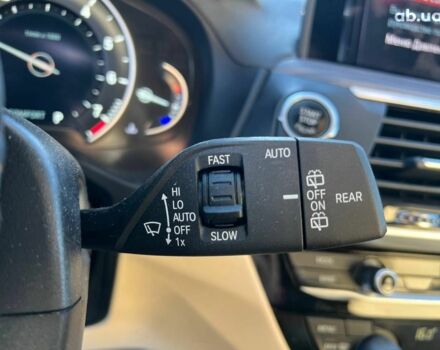 ab.ua
START
STOP
FAST
AUTO
HI
LO
AUTO
OFF
1x
SLOW
OFF
ON
REAR